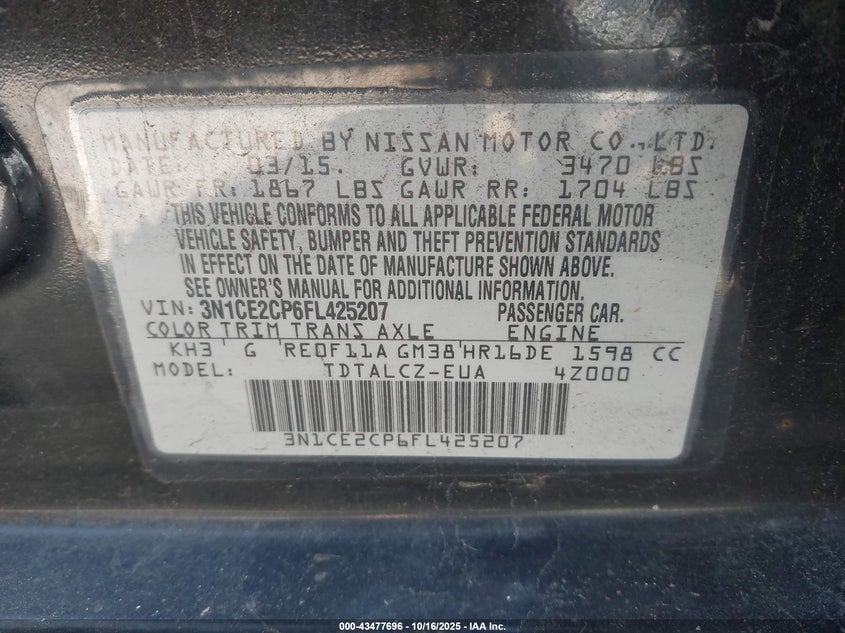 MANUFACTURED BY NISSAN MOTOR CO., LTD.
DATE: 03/15. GVWR: 3470 LBS
GAWR FR: 1867 LBS GAWR RR: 1704 LBS
THIS VEHICLE CONFORMS TO ALL APPLICABLE FEDERAL MOTOR
VEHICLE SAFETY, BUMPER AND THEFT PREVENTION STANDARDS
IN EFFECT ON THE DATE OF MANUFACTURE SHOWN ABOVE.
SEE OWNER'S MANUAL FOR ADDITIONAL INFORMATION
VIN: 3N1CE2CP6FL425207 PASSENGER CAR.
COLOR TRIM TRANS AXLE ENGINE
KH3 G RE0F11A GM38 HR16DE 1598 CC
MODEL: TDTALCZ-EUA 4Z000
3N1CE2CP6FL425207
000-43477696 - 10/16/2025 - IAA Inc.